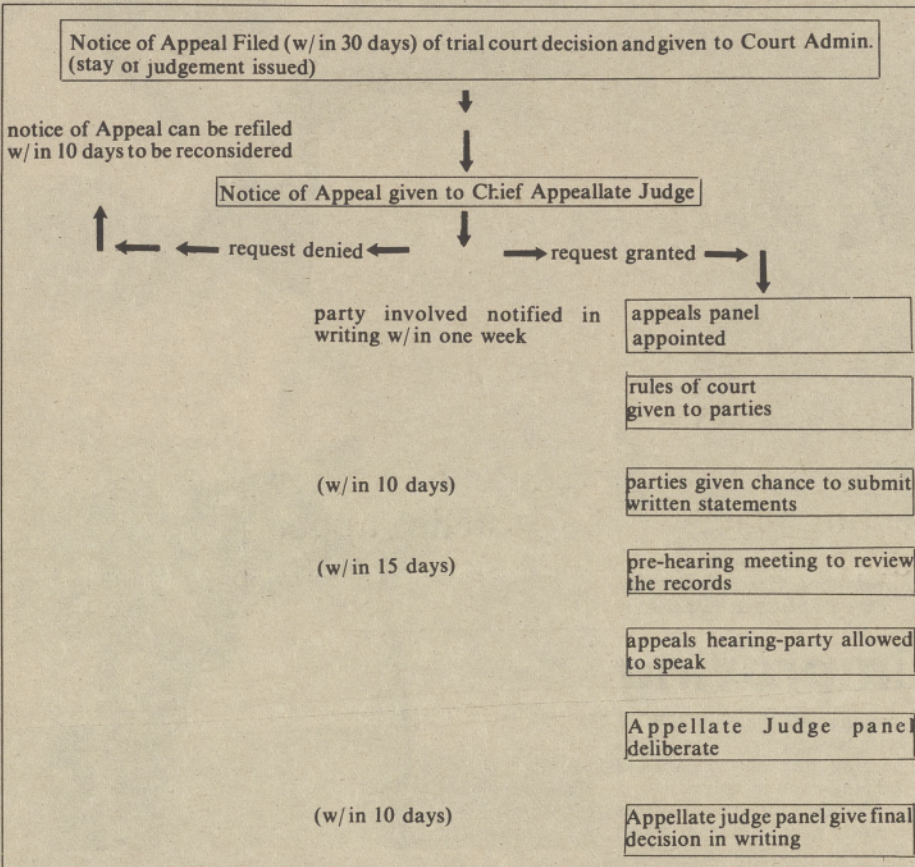 Notice of Appeal Filed (w/in 30 days) of trial court decision and given to Court Admin.
(stay of judgement issued)
notice of Appeal can be refiled
w/in 10 days to be reconsidered
Notice of Appeal given to Chief Appeallate Judge
request denied
request granted
party involved notified in
writing w/in one week
appeals panel
appointed
rules of court
given to parties
(w/in 10 days)
parties given chance to submit
written statements
(w/in 15 days)
pre-hearing meeting to review
the records
appeals hearing-party allowed
to speak
Appellate Judge panel
deliberate
(w/in 10 days)
Appellate judge panel give final
decision in writing